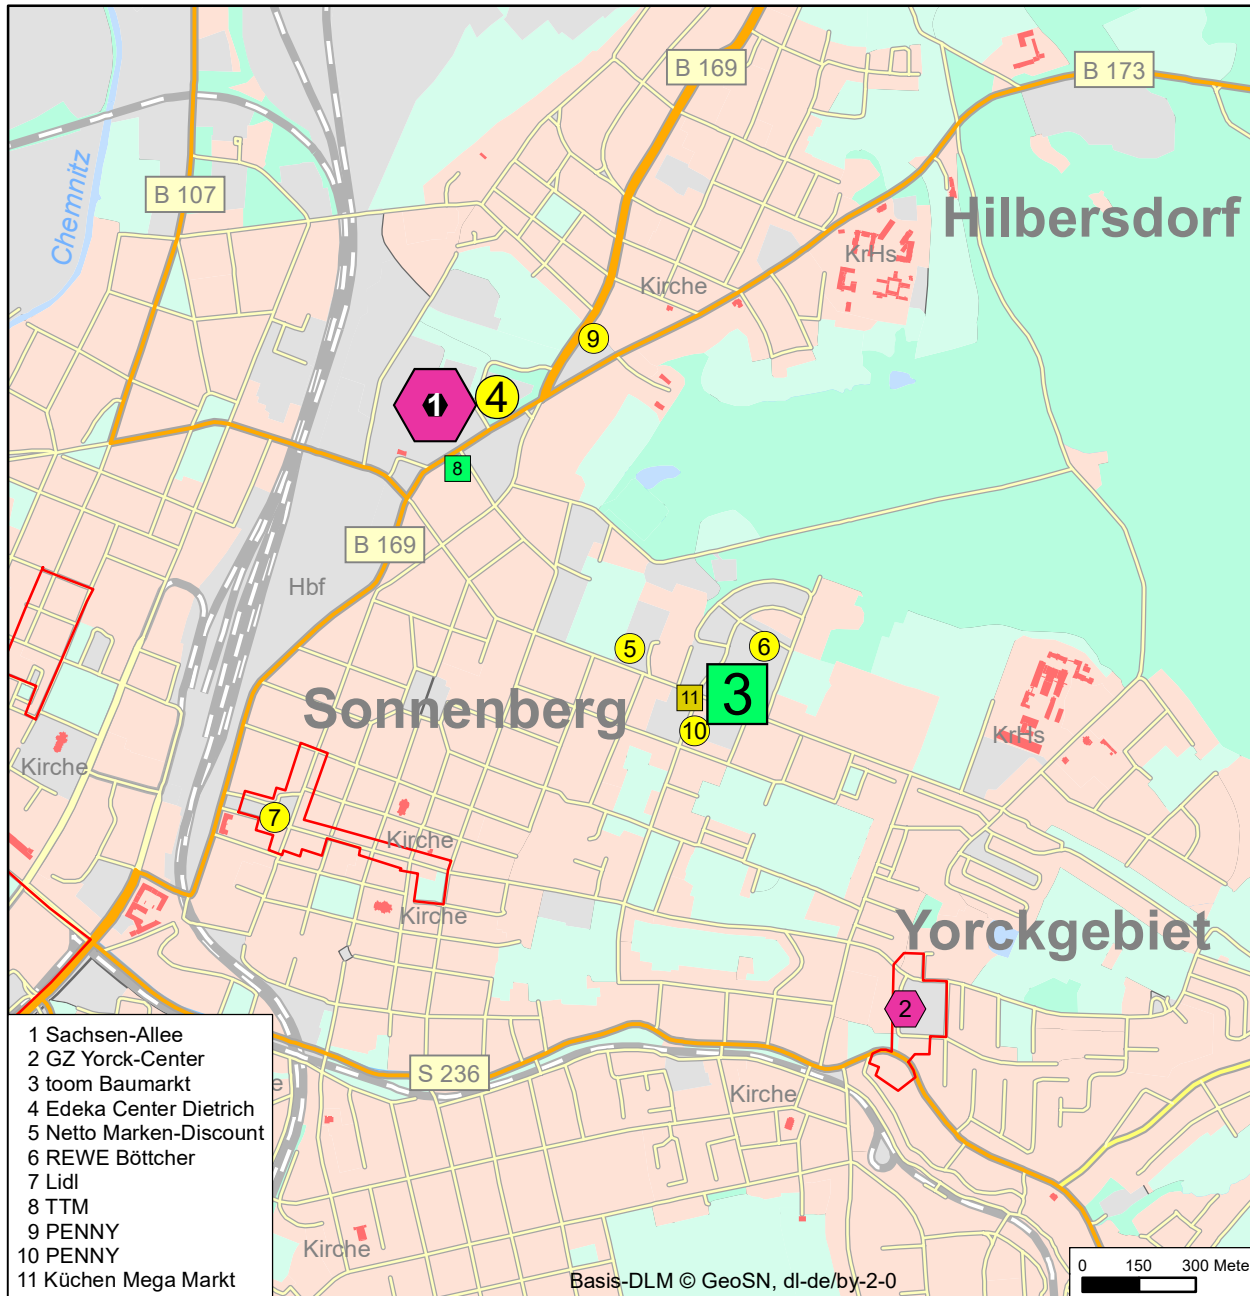 B 169
B 173
B 107
Chemnitz
Hilbersdorf
KrHs
Kirche
9
1
4
8
B 169
Hbf
5
6
3
11
10
Sonnenberg
KrHs
Kirche
7
Kirche
Kirche
Yorckgebiet
2
S 236
Kirche
e
Kirche
1 Sachsen-Allee
2 GZ Yorck-Center
3 toom Baumarkt
4 Edeka Center Dietrich
5 Netto Marken-Discount
6 REWE Böttcher
7 Lidl
8 TTM
9 PENNY
10 PENNY
11 Küchen Mega Markt
Basis-DLM © GeoSN, dl-de/by-2-0
0 150 300 Mete